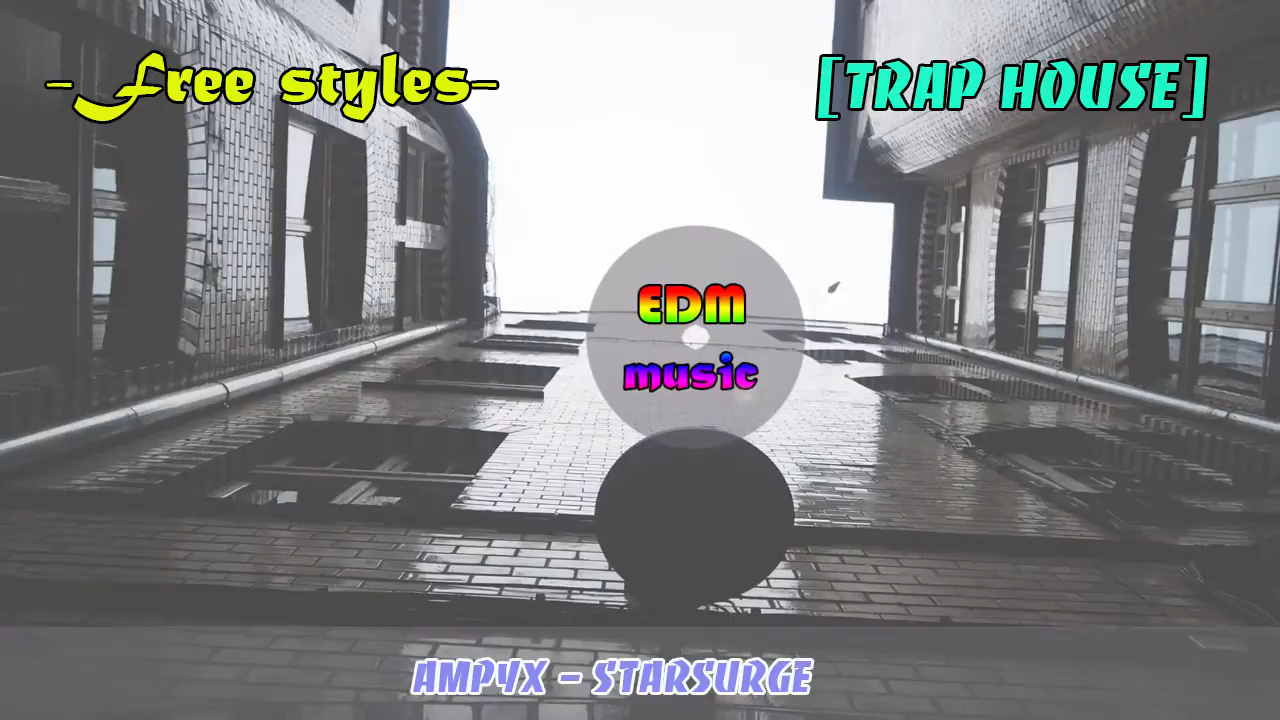 - Free styles-
[TRAP HOUSE]
EDM
music
AMPYX - STARSURGE